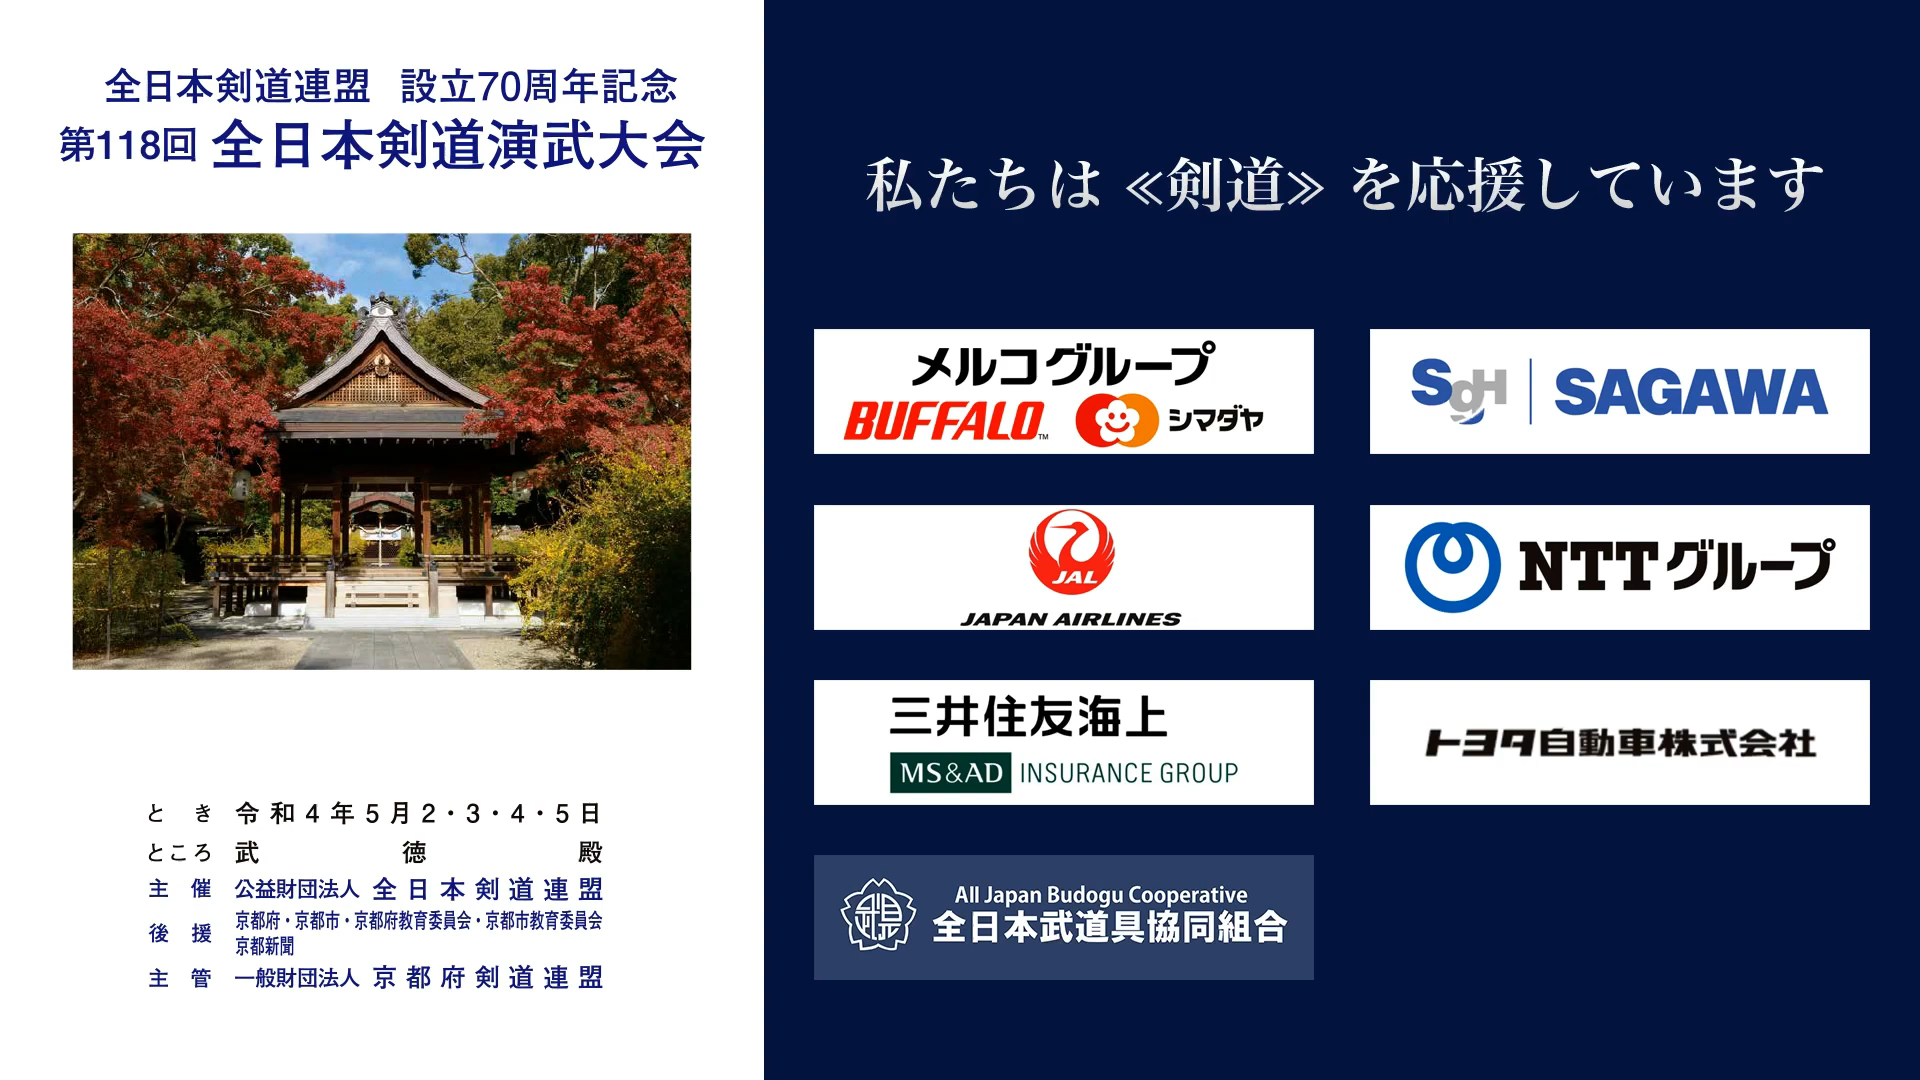 全日本剣道連盟 設立70周年記念
第118回 全日本剣道演武大会
と き 令和4年5月2・3・4・5日
ところ 武徳殿
主 催 公益財団法人 全日本剣道連盟
後 援 京都府・京都市・京都府教育委員会・京都市教育委員会
京都新聞
主 管 一般財団法人 京都府剣道連盟
私たちは ≪剣道≫ を応援しています
メルコグループ
BUFFALO™ シマダヤ
SGH SAGAWA
JAL
JAPAN AIRLINES
NTTグループ
三井住友海上
MS&AD INSURANCE GROUP
トヨタ自動車株式会社
All Japan Budogu Cooperative
全日本武道具協同組合